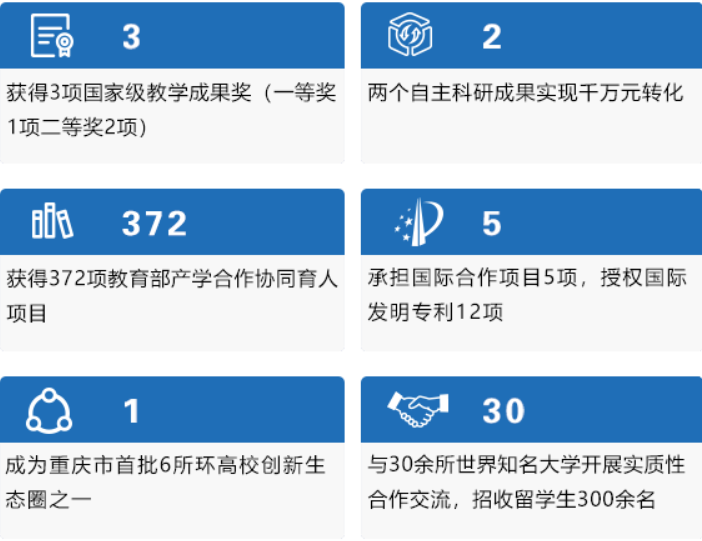 3
获得3项国家级教学成果奖（一等奖
1项二等奖2项）
2
两个自主科研成果实现千万元转化
372
获得372项教育部产学合作协同育人
项目
5
承担国际合作项目5项，授权国际
发明专利12项
1
成为重庆市首批6所环高校创新生
态圈之一
30
与30余所世界知名大学开展实质性
合作交流，招收留学生300余名